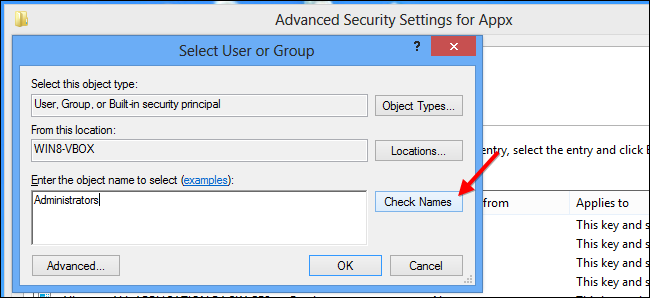 Advanced Security Settings for Appx
Select User or Group
?
Select this object type:
User, Group, or Built-in security principal
Object Types...
From this location:
WIN8-VBOX
Locations...
Enter the object name to select (examples):
Administrators
Check Names
Advanced...
OK
Cancel
entry, select the entry and click E
from
Applies to
This key and s
This key and s
This key and s
This key and s
This key and s